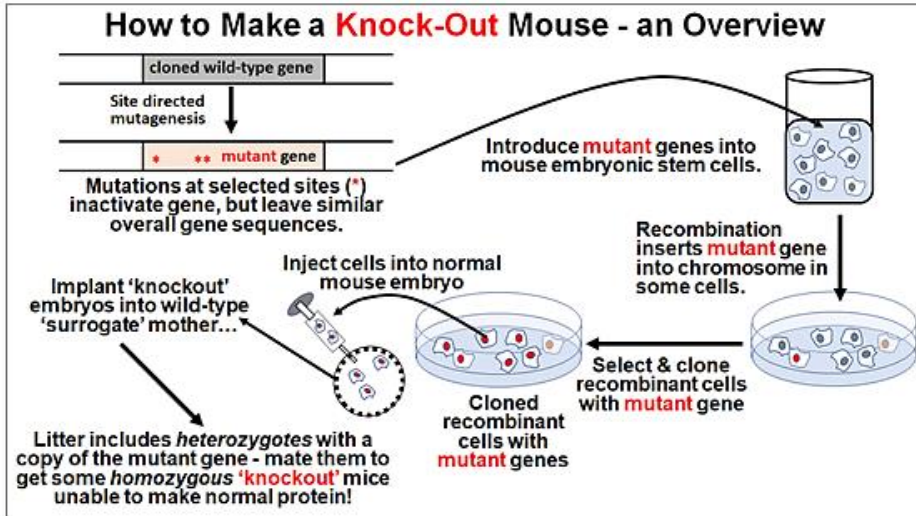 How to Make a Knock-Out Mouse - an Overview
cloned wild-type gene
Site directed
mutagenesis
* ** mutant gene
Mutations at selected sites (*)
inactivate gene, but leave similar
overall gene sequences.
Introduce mutant genes into
mouse embryonic stem cells.
Recombination
inserts mutant gene
into chromosome in
some cells.
Select & clone
recombinant cells
with mutant gene
Cloned
recombinant
cells with
mutant genes
Inject cells into normal
mouse embryo
Implant ‘knockout’
embryos into wild-type
‘surrogate’ mother…
Litter includes heterozygotes with a
copy of the mutant gene - mate them to
get some homozygous ‘knockout’ mice
unable to make normal protein!